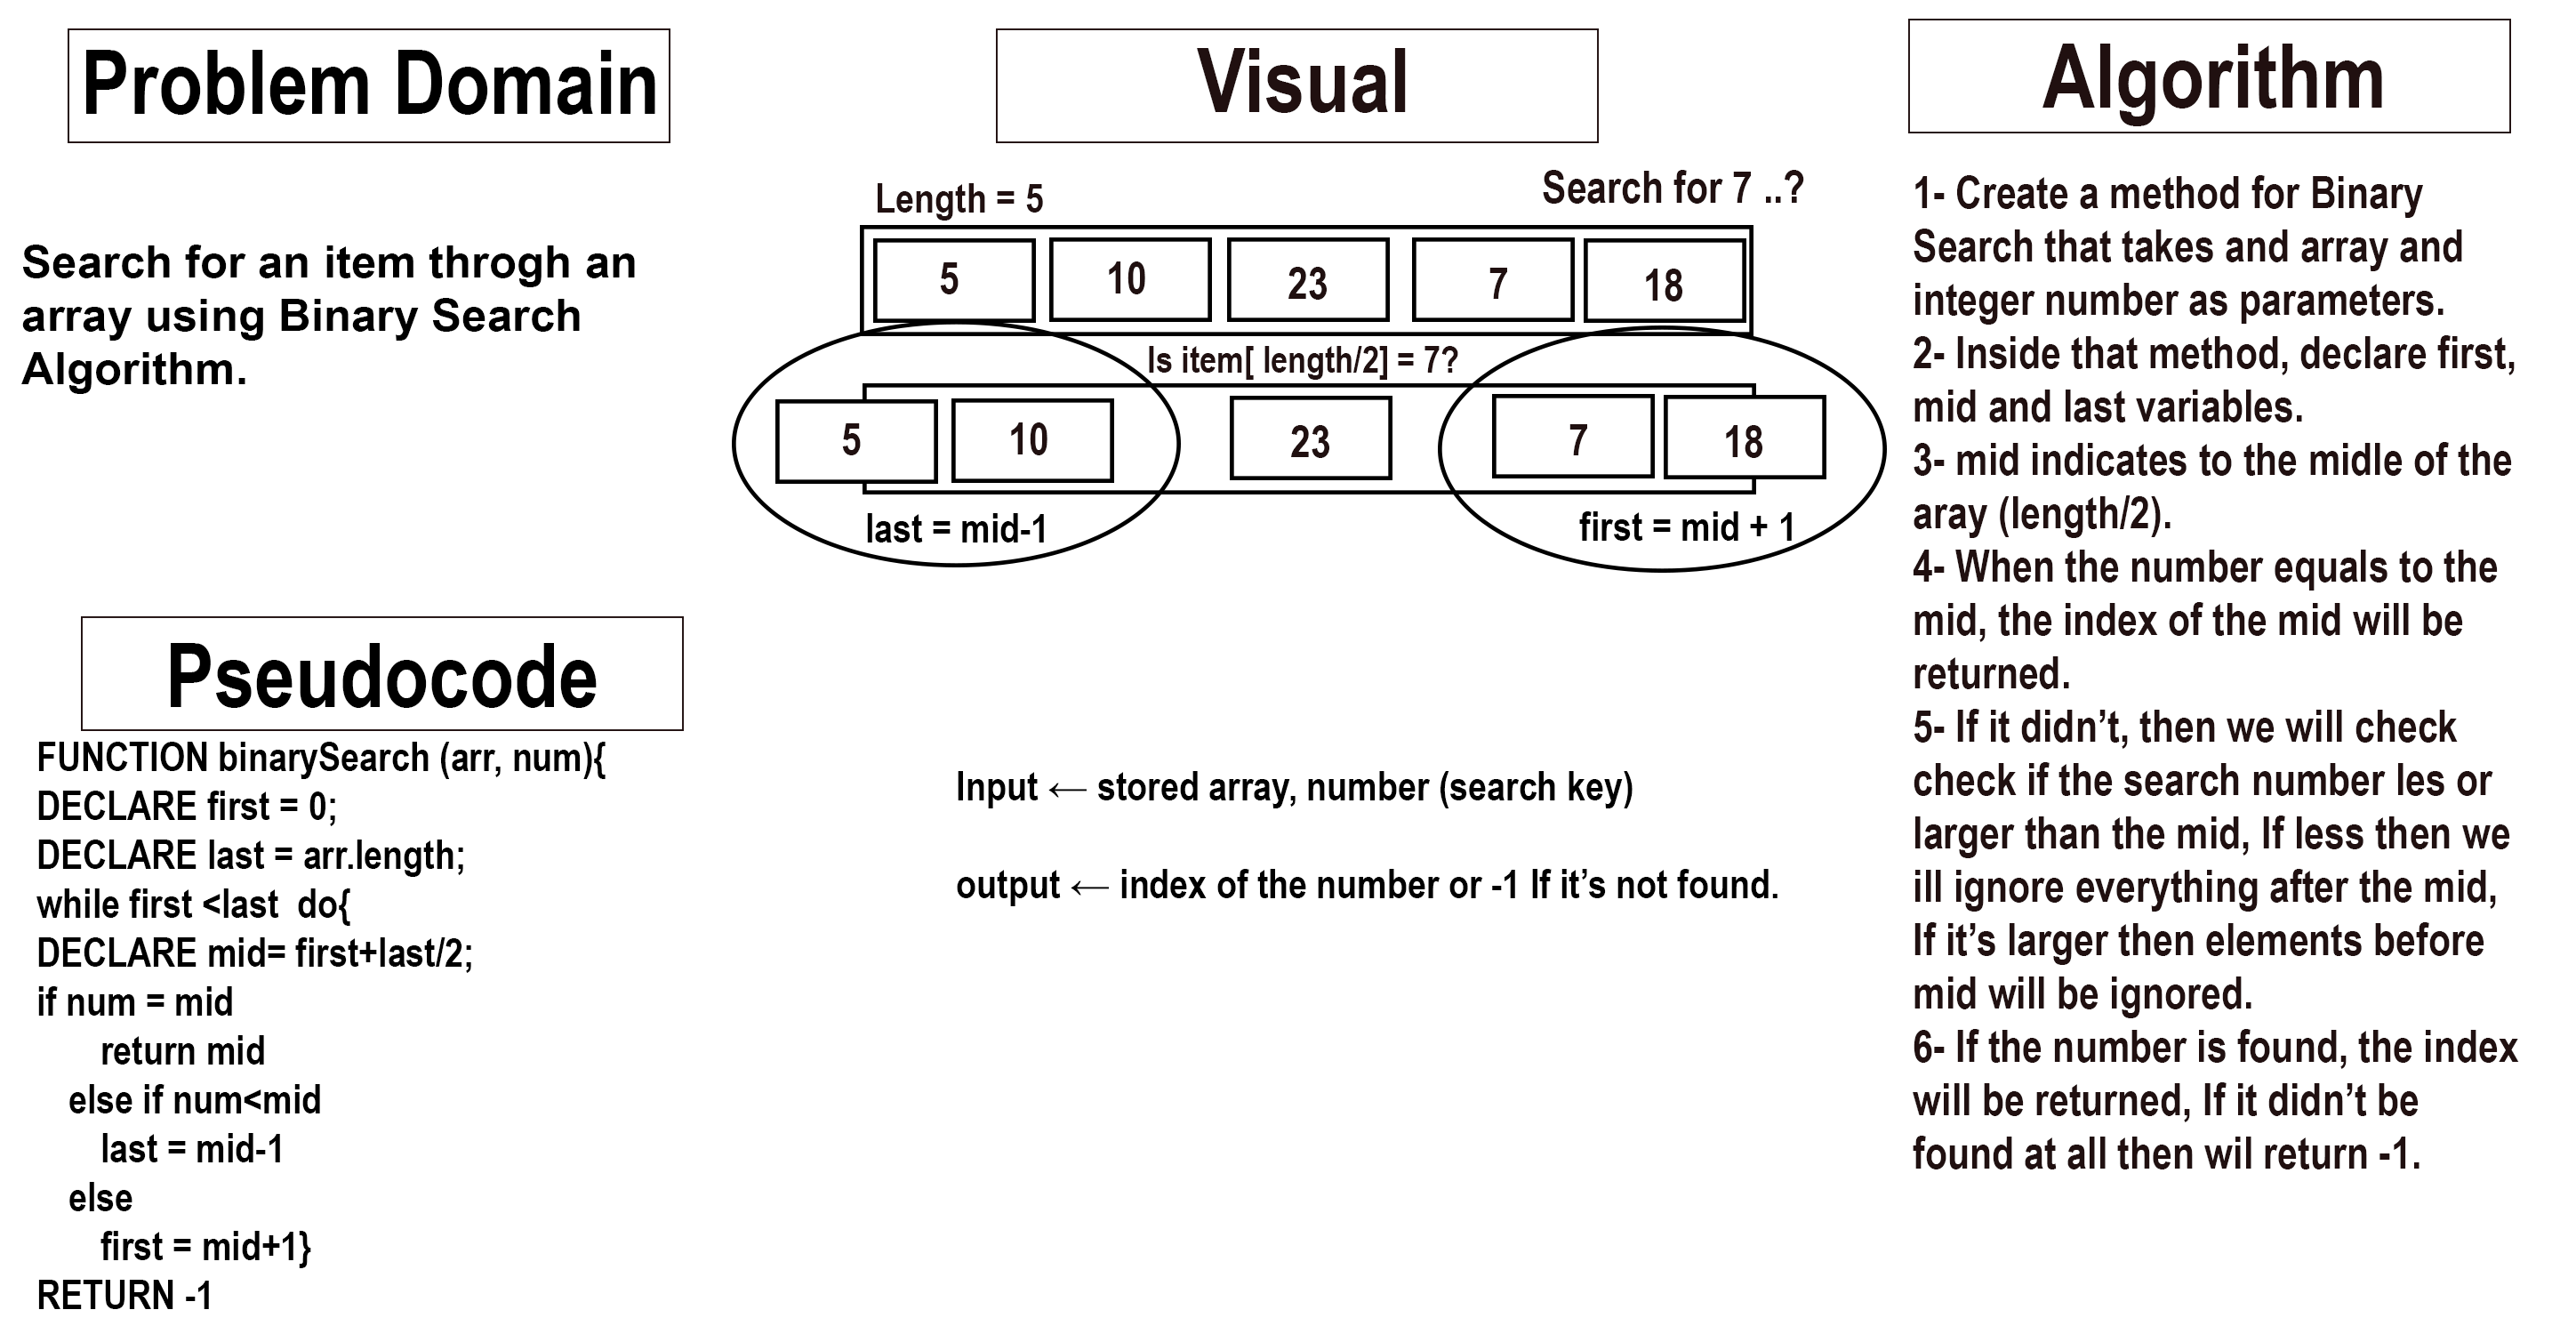 Problem Domain
Search for an item throgh an
array using Binary Search
Algorithm.
Pseudocode
FUNCTION binarySearch (arr, num){
DECLARE first = 0;
DECLARE last = arr.length;
while first <last  do{
DECLARE mid= first+last/2;
if num = mid
return mid
else if num<mid
last = mid-1
else
first = mid+1}
RETURN -1
Visual
Length = 5
Search for 7 ..?
5 10 23 7 18
Is item[ length/2] = 7?
5 10 23 7 18
last = mid-1
first = mid + 1
Input ← stored array, number (search key)
output ← index of the number or -1 If it’s not found.
Algorithm
1- Create a method for Binary
Search that takes and array and
integer number as parameters.
2- Inside that method, declare first,
mid and last variables.
3- mid indicates to the midle of the
aray (length/2).
4- When the number equals to the
mid, the index of the mid will be
returned.
5- If it didn’t, then we will check
check if the search number les or
larger than the mid, If less then we
ill ignore everything after the mid,
If it’s larger then elements before
mid will be ignored.
6- If the number is found, the index
will be returned, If it didn’t be
found at all then wil return -1.